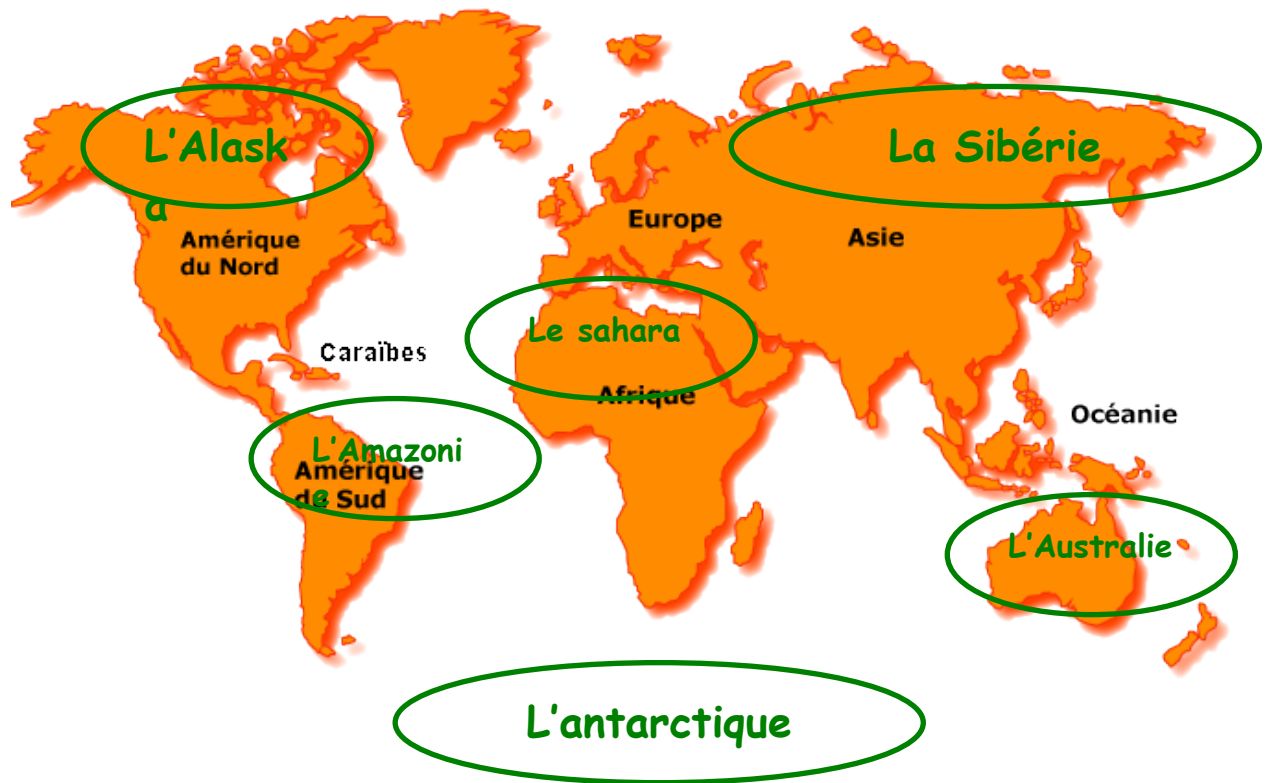 L'Alask
a
La Sibérie
Amérique
du Nord
Europe
Asie
Le sahara
Caraïbes
Afrique
Océanie
L'Amazoni
e
Amérique
de Sud
L'Australie
L'antarctique